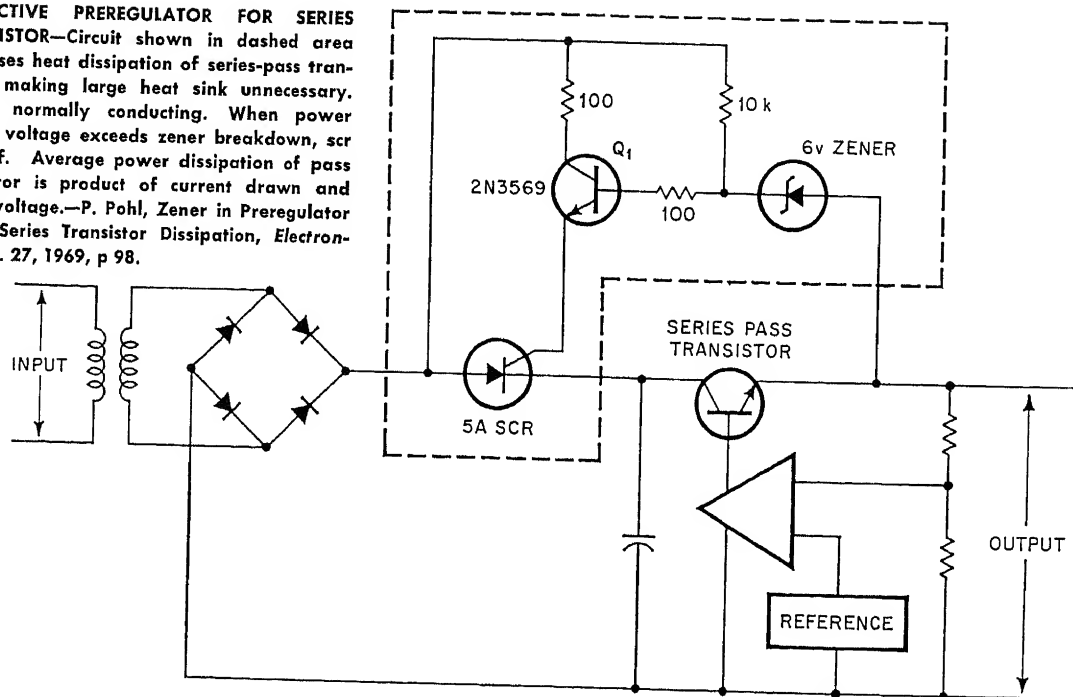 CTIVE PREREGULATOR FOR SERIES
ISTOR—Circuit shown in dashed area
ses heat dissipation of series-pass tran-
making large heat sink unnecessary.
normally conducting. When power
voltage exceeds zener breakdown, scr
f. Average power dissipation of pass
or is product of current drawn and
voltage.—P. Pohl, Zener in Preregulator
Series Transistor Dissipation, Electron-
. 27, 1969, p 98.
100
10 k
Q1
6v ZENER
2N3569
100
SERIES PASS
TRANSISTOR
INPUT
5A SCR
OUTPUT
REFERENCE